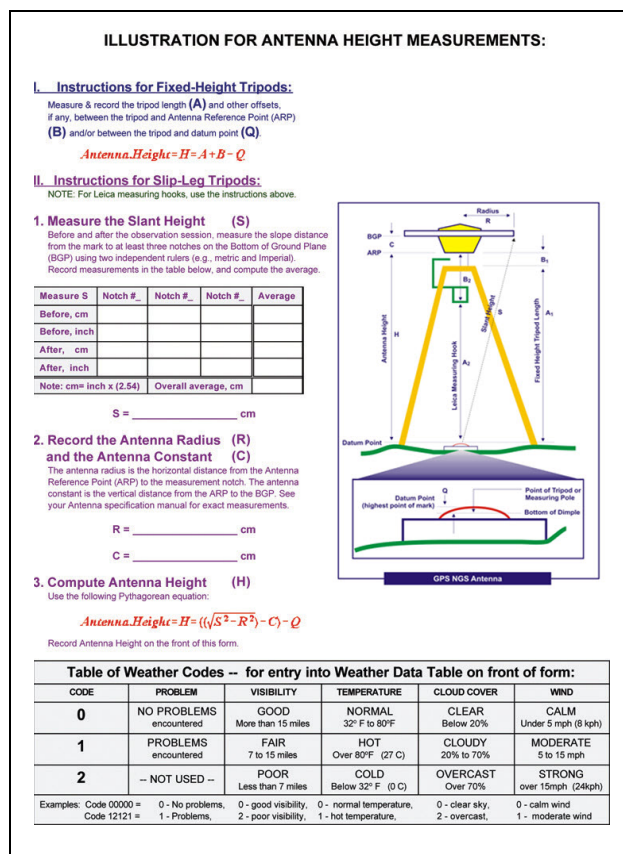 ILLUSTRATION FOR ANTENNA HEIGHT MEASUREMENTS:
I. Instructions for Fixed-Height Tripods:
Measure & record the tripod length (A) and other offsets,
if any, between the tripod and Antenna Reference Point (ARP)
(B) and/or between the tripod and datum point (Q).
Antenna.Height=H=A+B-Q
II. Instructions for Slip-Leg Tripods:
NOTE: For Leica measuring hooks, use the instructions above.
1. Measure the Slant Height (S)
Before and after the observation session, measure the slope distance
from the mark to at least three notches on the Bottom of Ground Plane
(BGP) using two independent rulers (e.g., metric and Imperial).
Record measurements in the table below, and compute the average.
Measure S Notch #_ Notch #_ Notch #_ Average
Before, cm
Before, inch
After, cm
After, inch
Note: cm= inch x (2.54) Overall average, cm
S = __________________ cm
2. Record the Antenna Radius (R)
and the Antenna Constant (C)
The antenna radius is the horizontal distance from the Antenna
Reference Point (ARP) to the measurement notch. The antenna
constant is the vertical distance from the ARP to the BGP. See
your Antenna specification manual for exact measurements.
R = __________________ cm
C = __________________ cm
3. Compute Antenna Height (H)
Use the following Pythagorean equation:
Antenna.Height=H=((√S²-R²)-C)-Q
Record Antenna Height on the front of this form.
Radius
R
BGP
C
ARP
B1
B2
Antenna Height
H
Leica Measuring Hook
A2
Slant Height
S
Fixed Height Tripod Length
A1
Datum Point
Q
Datum Point
(highest point of mark)
Point of Tripod or
Measuring Pole
Bottom of Dimple
GPS NGS Antenna
Table of Weather Codes -- for entry into Weather Data Table on front of form:
CODE PROBLEM VISIBILITY TEMPERATURE CLOUD COVER WIND
0 NO PROBLEMS GOOD NORMAL CLEAR CALM
encountered More than 15 miles 32° F to 80°F Below 20% Under 5 mph (8 kph)
1 PROBLEMS FAIR HOT CLOUDY MODERATE
encountered 7 to 15 miles Over 80°F (27 C) 20% to 70% 5 to 15 mph
2 -- NOT USED -- POOR COLD OVERCAST STRONG
Less than 7 miles Below 32° F (0 C) Over 70% over 15mph (24kph)
Examples: Code 00000 = 0 - No problems, 0 - good visibility, 0 - normal temperature, 0 - clear sky, 0 - calm wind
Code 12121 = 1 - Problems, 2 - poor visibility, 1 - hot temperature, 2 - overcast, 1 - moderate wind